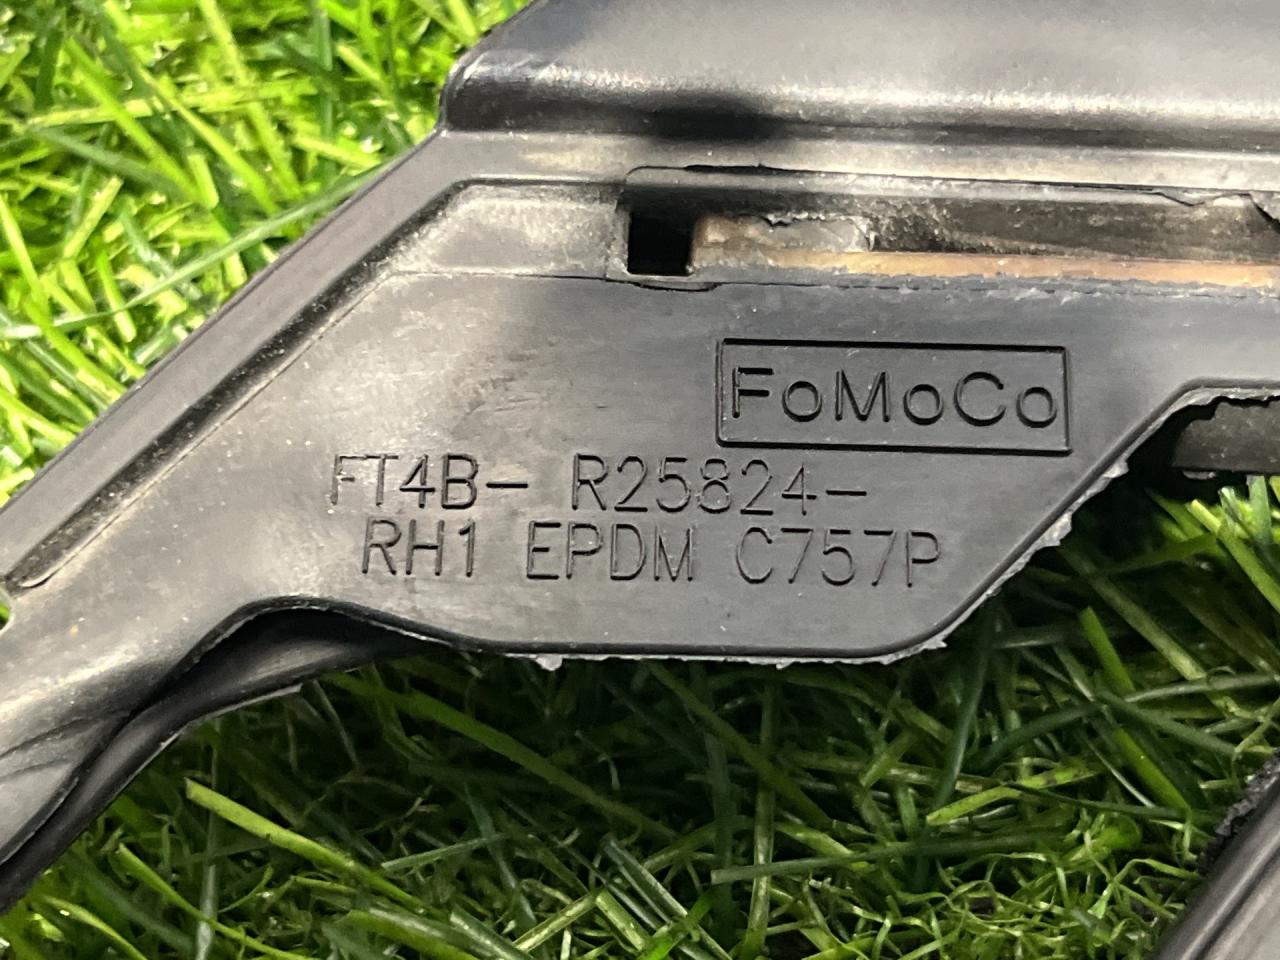 FoMoCo
FT4B- R25824-
RH1 EPDM C757P